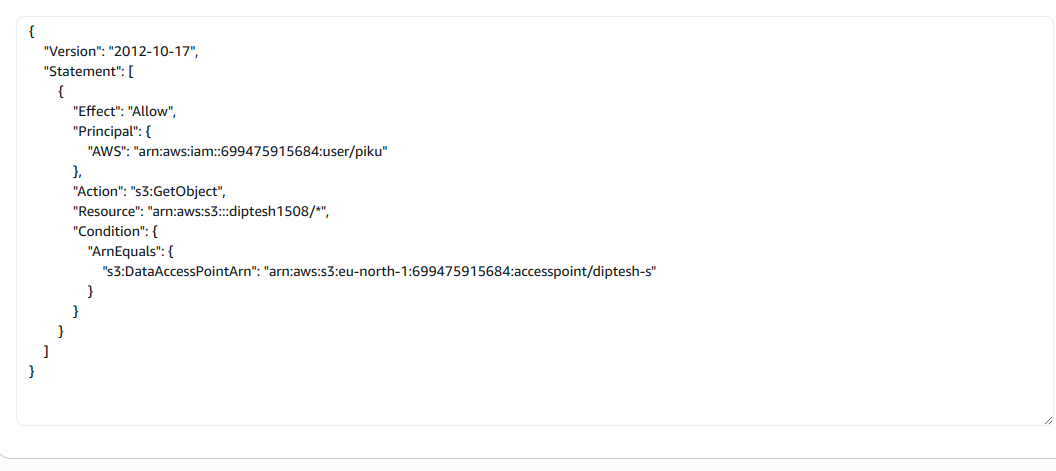 {
"Version": "2012-10-17",
"Statement": [
{
"Effect": "Allow",
"Principal": {
"AWS": "arn:aws:iam::699475915684:user/piku"
},
"Action": "s3:GetObject",
"Resource": "arn:aws:s3:::diptesh1508/*",
"Condition": {
"ArnEquals": {
"s3:DataAccessPointArn": "arn:aws:s3:eu-north-1:699475915684:accesspoint/diptesh-s"
}
}
}
]
}